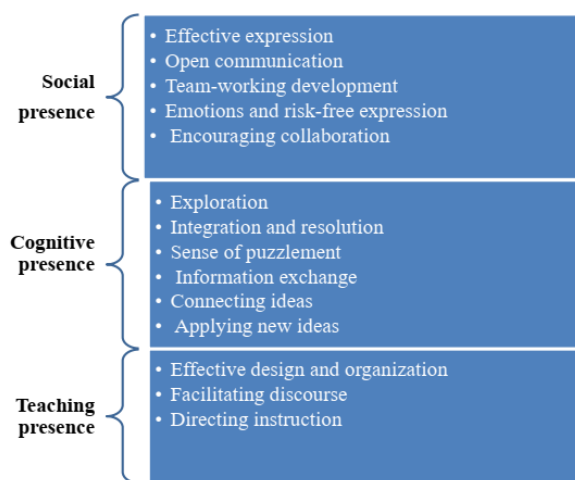 Social
presence
• Effective expression
• Open communication
• Team-working development
• Emotions and risk-free expression
• Encouraging collaboration
Cognitive
presence
• Exploration
• Integration and resolution
• Sense of puzzlement
• Information exchange
• Connecting ideas
• Applying new ideas
Teaching
presence
• Effective design and organization
• Facilitating discourse
• Directing instruction